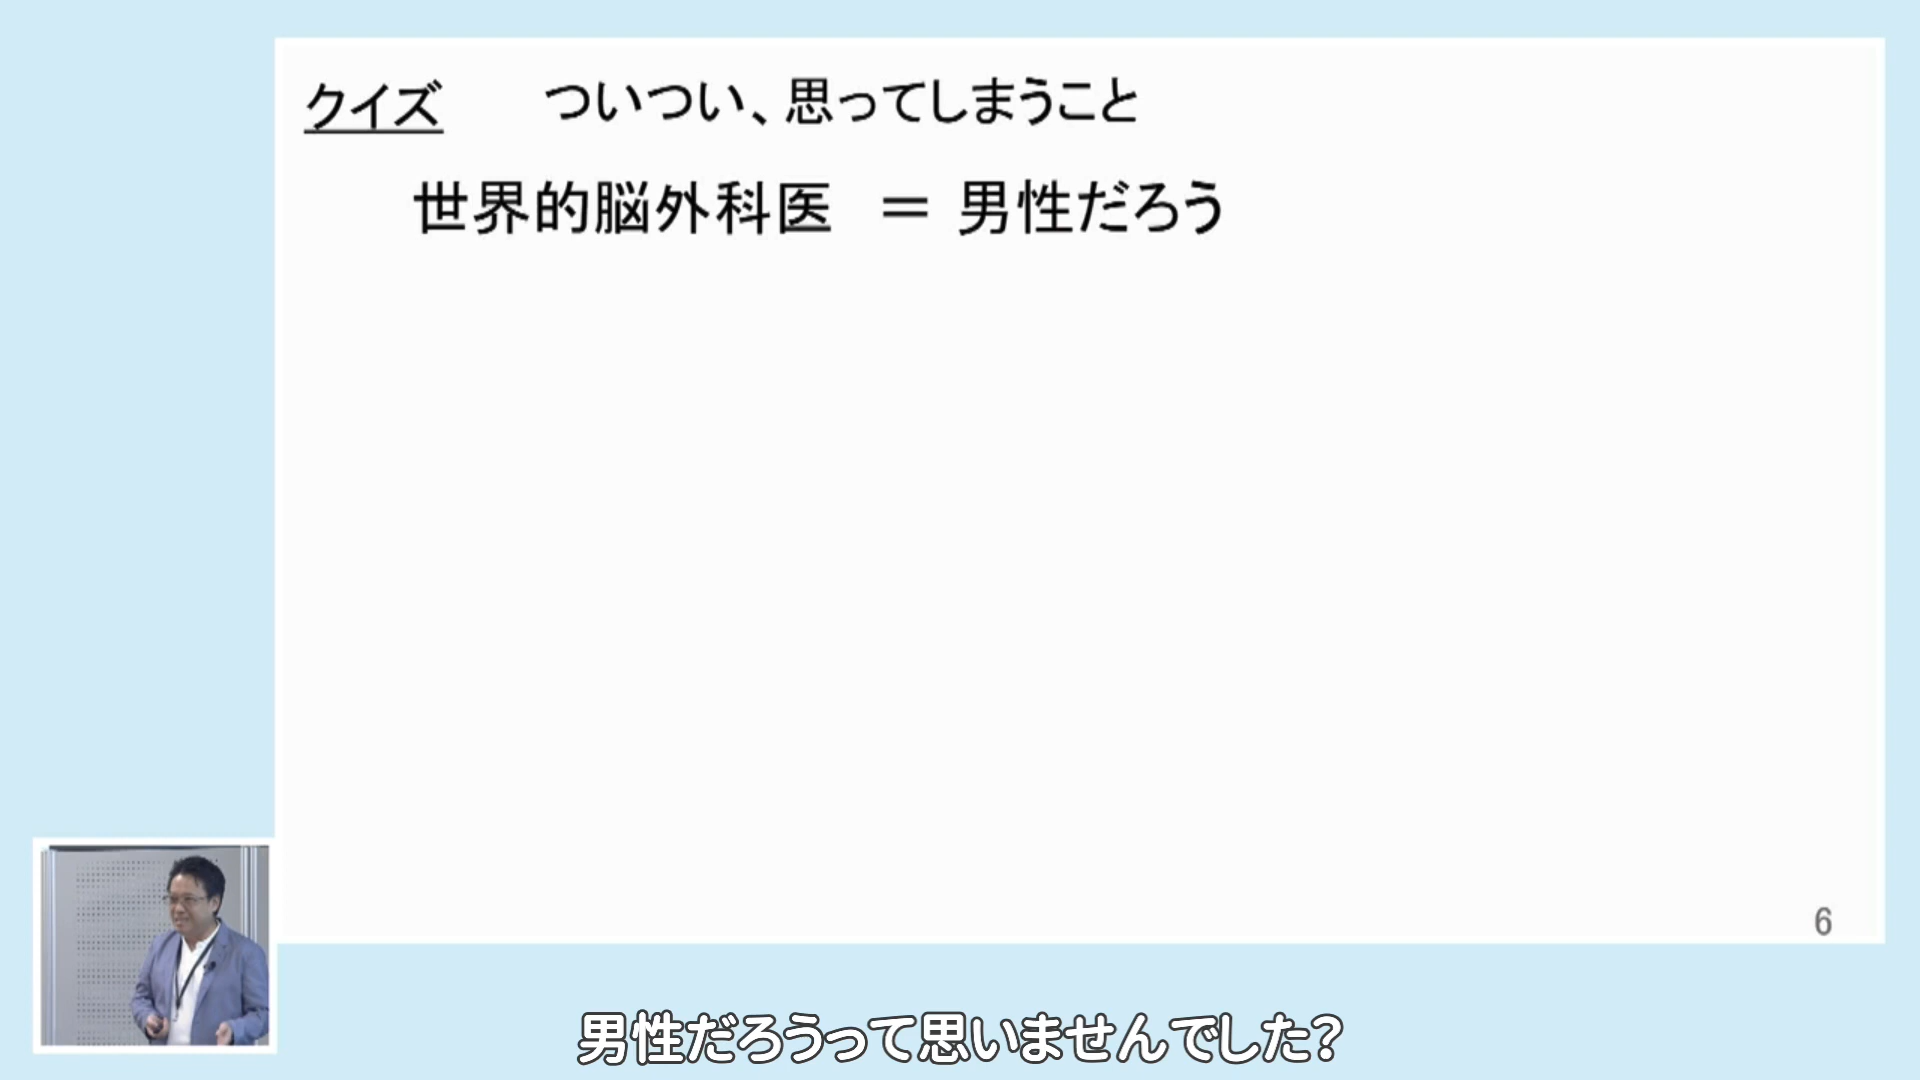 クイズ ついつい、思ってしまうこと
世界的脳外科医 ＝ 男性だろう
6
男性だろうって思いませんでした?